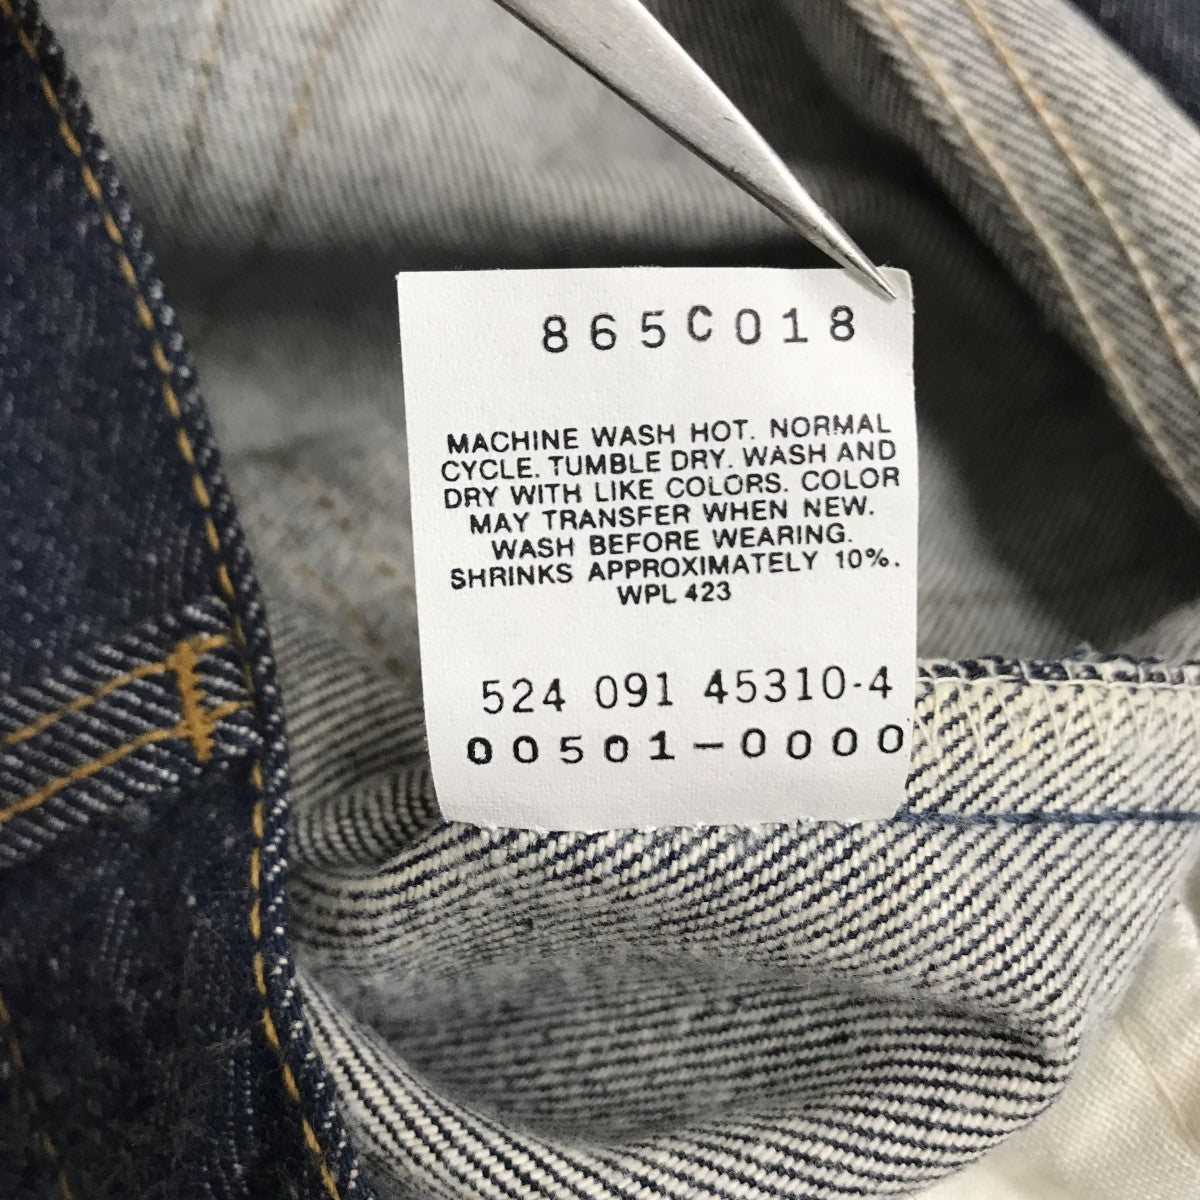 865C018
MACHINE WASH HOT. NORMAL
CYCLE. TUMBLE DRY. WASH AND
DRY WITH LIKE COLORS. COLOR
MAY TRANSFER WHEN NEW.
WASH BEFORE WEARING.
SHRINKS APPROXIMATELY 10%.
WPL 423
524 091 45310-4
00501-0000